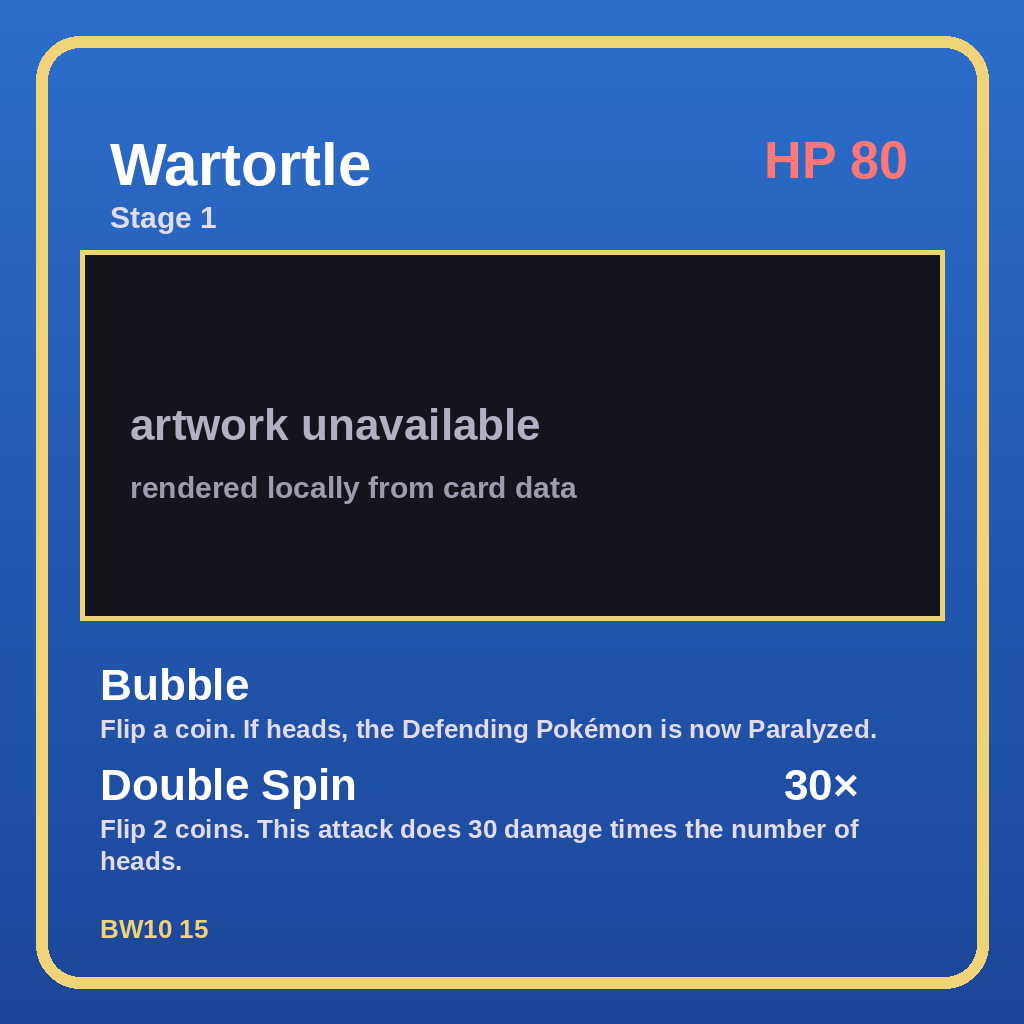 Wartortle
HP 80
Stage 1
artwork unavailable
rendered locally from card data
Bubble
Flip a coin. If heads, the Defending Pokémon is now Paralyzed.
Double Spin
30×
Flip 2 coins. This attack does 30 damage times the number of
heads.
BW10 15